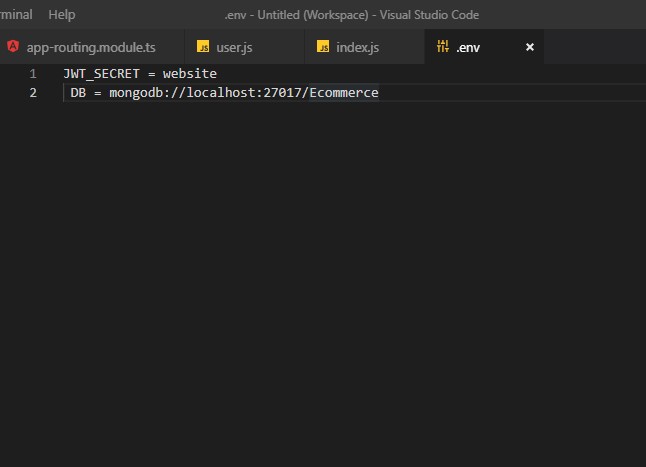 rminal Help .env - Untitled (Workspace) - Visual Studio Code
app-routing.module.ts JS user.js JS index.js .env ×
1 JWT_SECRET = website
2 DB = mongodb://localhost:27017/Ecommerce